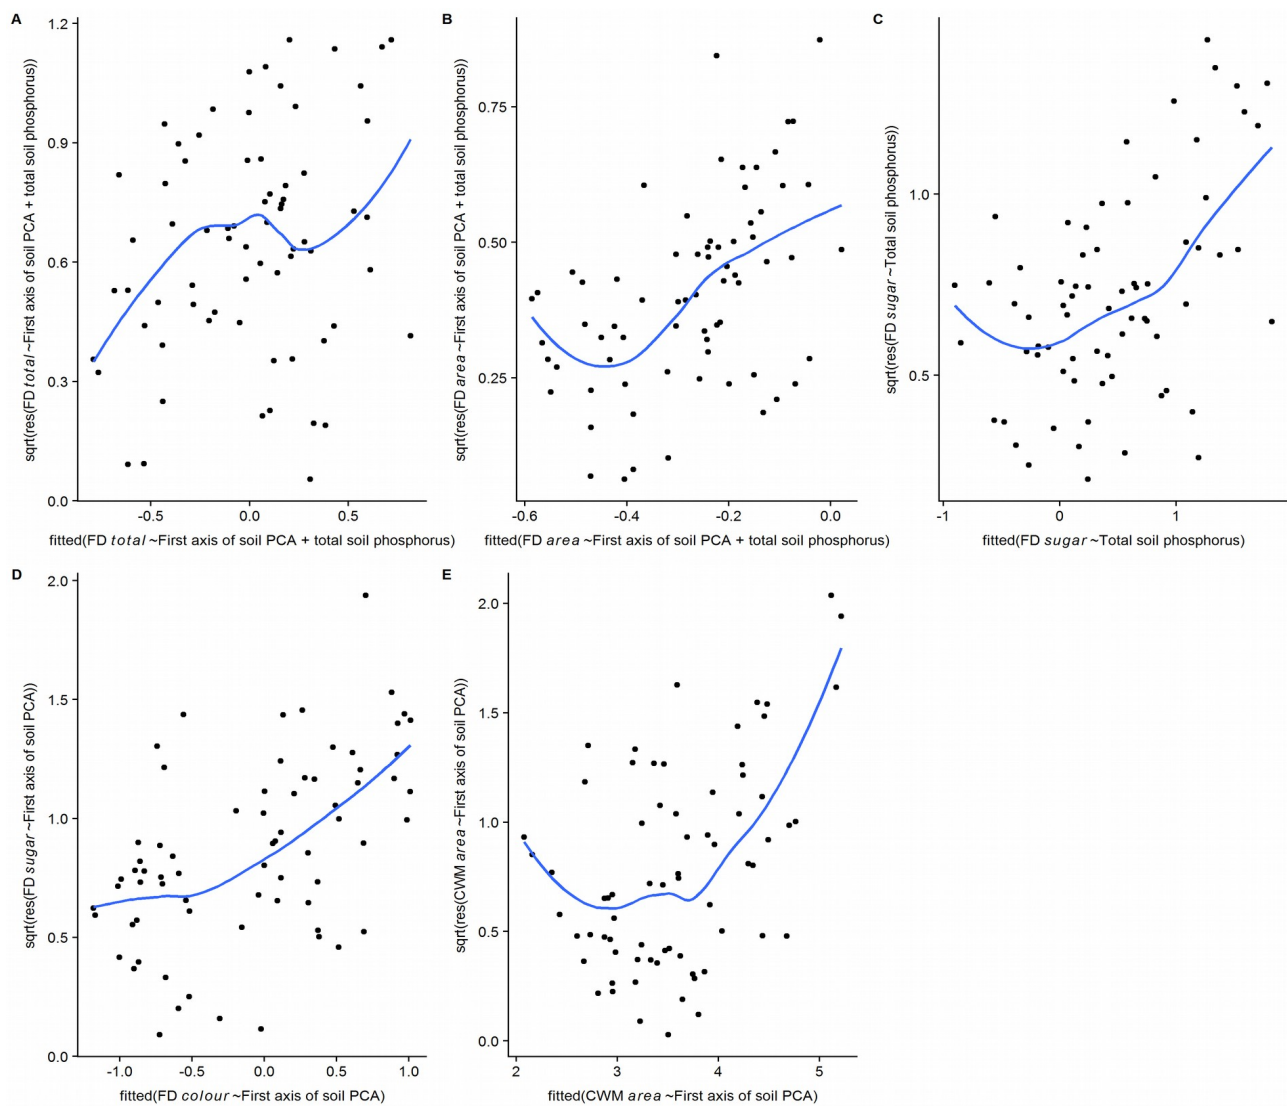 A
B
C
1.2
0.9
0.6
0.3
0.0
sqrt(res(FD total ~First axis of soil PCA + total soil phosphorus))
-0.5
0.0
0.5
fitted(FD total ~First axis of soil PCA + total soil phosphorus)
0.75
0.50
0.25
sqrt(res(FD area ~First axis of soil PCA + total soil phosphorus))
-0.6
-0.4
-0.2
0.0
fitted(FD area ~First axis of soil PCA + total soil phosphorus)
1.0
0.5
sqrt(res(FD sugar ~Total soil phosphorus))
-1
0
1
fitted(FD sugar ~Total soil phosphorus)
D
E
2.0
1.5
1.0
0.5
0.0
sqrt(res(FD sugar ~First axis of soil PCA))
-1.0
-0.5
0.0
0.5
1.0
fitted(FD colour ~First axis of soil PCA)
2.0
1.5
1.0
0.5
0.0
sqrt(res(CWM area ~First axis of soil PCA))
2
3
4
5
fitted(CWM area ~First axis of soil PCA)